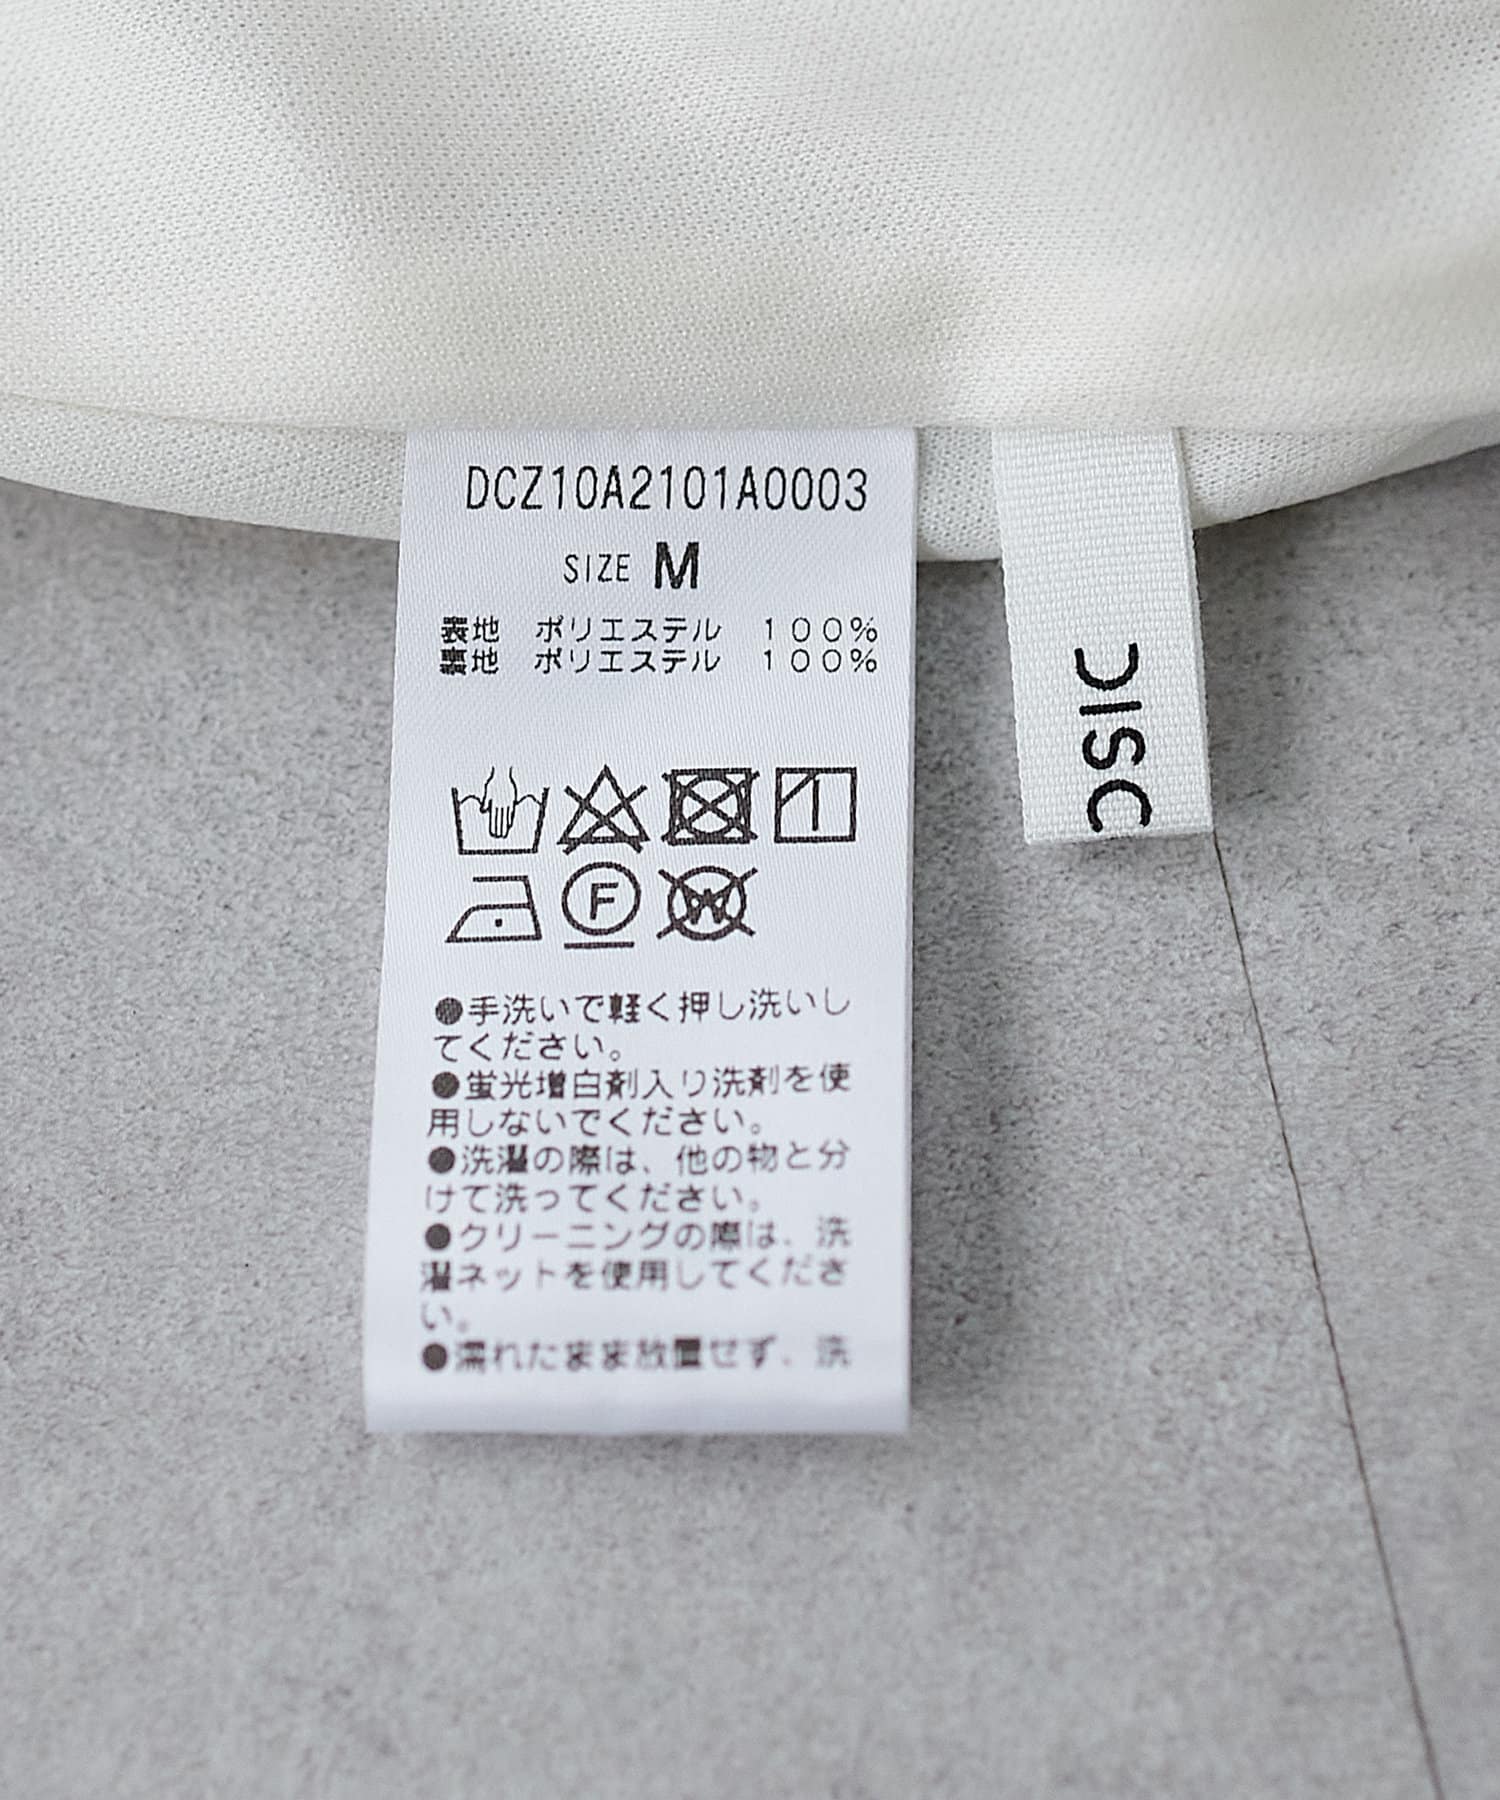 DCZ10A2101A0003
SIZE M
表地 ポリエステル 100%
裏地 ポリエステル 100%
F
W
●手洗いで軽く押し洗いし
てください。
●蛍光増白剤入り洗剤を使
用しないでください。
●洗濯の際は、他の物と分
けて洗ってください。
●クリーニングの際は、洗
濯ネットを使用してくださ
い。
●濡れたまま放置せず、洗
DISC